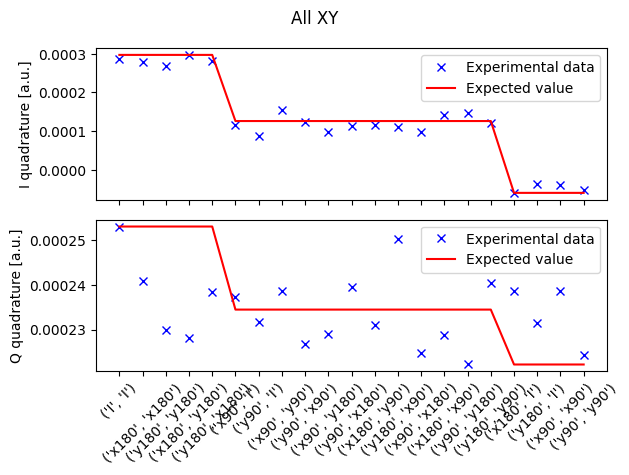 All XY
I quadrature [a.u.]
0.0003
0.0002
0.0001
0.0000
Experimental data
Expected value
Q quadrature [a.u.]
0.00025
0.00024
0.00023
Experimental data
Expected value
('I', 'I')
('x180', 'x180')
('y180', 'y180')
('x180', 'y180')
('y180', 'x180')
('x90', 'I')
('y90', 'I')
('x90', 'y90')
('y90', 'x90')
('x90', 'y180')
('y90', 'x180')
('x180', 'y90')
('y180', 'x90')
('x90', 'x180')
('x180', 'x90')
('y90', 'y180')
('y180', 'y90')
('x180', 'I')
('y180', 'I')
('x90', 'x90')
('y90', 'y90')